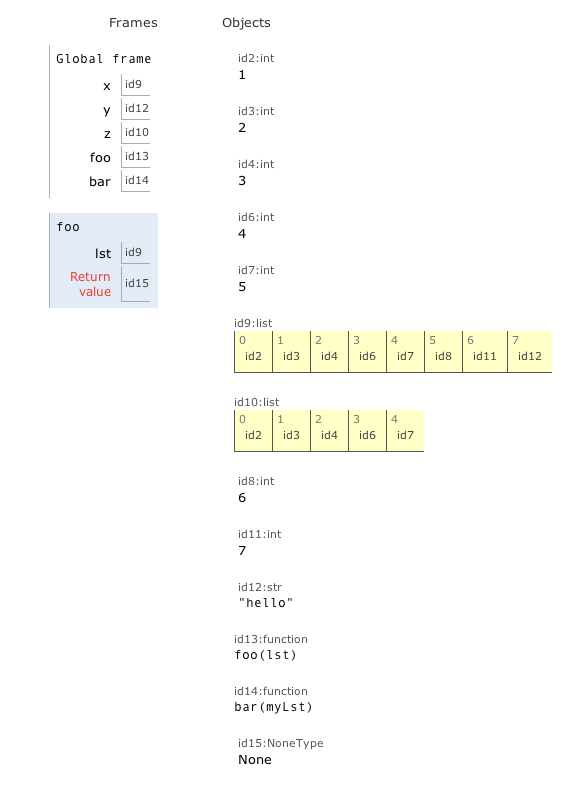 Frames Objects
Global frame
x id9
y id12
z id10
foo id13
bar id14
foo
lst id9
Return
value id15
id2:int
1
id3:int
2
id4:int
3
id6:int
4
id7:int
5
id9:list
0 1 2 3 4 5 6 7
id2 id3 id4 id6 id7 id8 id11 id12
id10:list
0 1 2 3 4
id2 id3 id4 id6 id7
id8:int
6
id11:int
7
id12:str
"hello"
id13:function
foo(lst)
id14:function
bar(myLst)
id15:NoneType
None